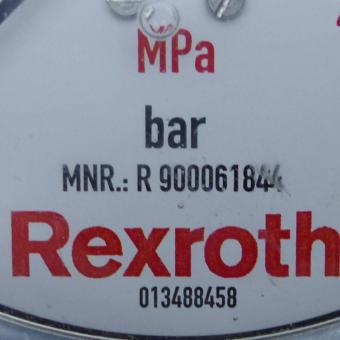 MPa
bar
MNR.: R 900061844
Rexroth
013488458